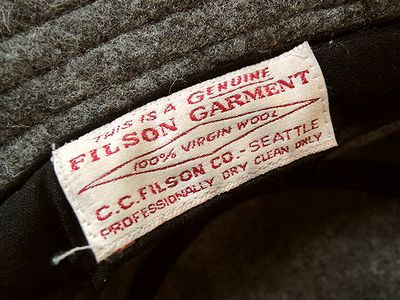 THIS IS A GENUINE
FILSON GARMENT
100% VIRGIN WOOL
C.C. FILSON CO.-SEATTLE
PROFESSIONALLY DRY CLEAN ONLY